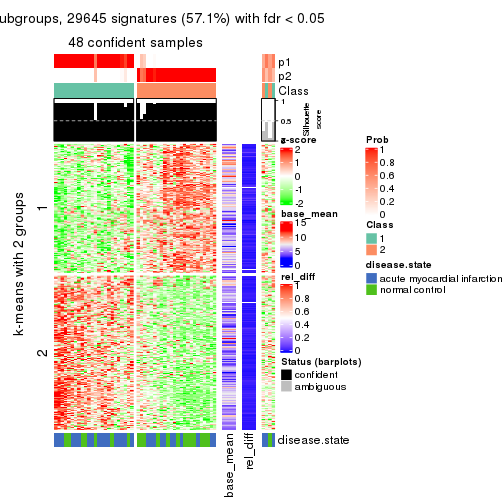 ubgroups, 29645 signatures (57.1%) with fdr < 0.05
48 confident samples
p1
p2
Class
1
0.5
0
Silhouette
score
k-means with 2 groups
1
2
z-score
2
1
0
-1
-2
base_mean
15
10
5
0
rel_diff
1
0.8
0.6
0.4
0.2
0
Status (barplots)
confident
ambiguous
Prob
1
0.8
0.6
0.4
0.2
0
Class
1
2
disease.state
acute myocardial infarction
normal control
disease.state
base_mean
rel_diff